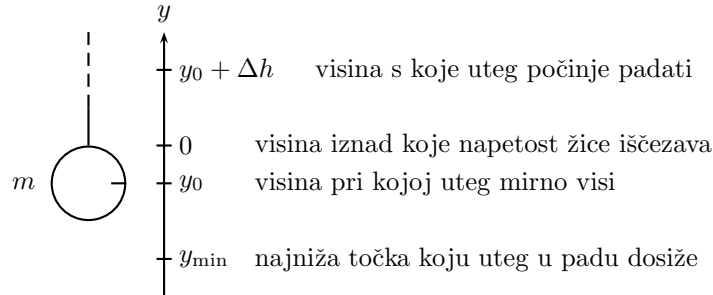 y
y₀ + Δh visina s koje uteg počinje padati
0 visina iznad koje napetost žice iščezava
m y₀ visina pri kojoj uteg mirno visi
y_min najniža točka koju uteg u padu dosiže